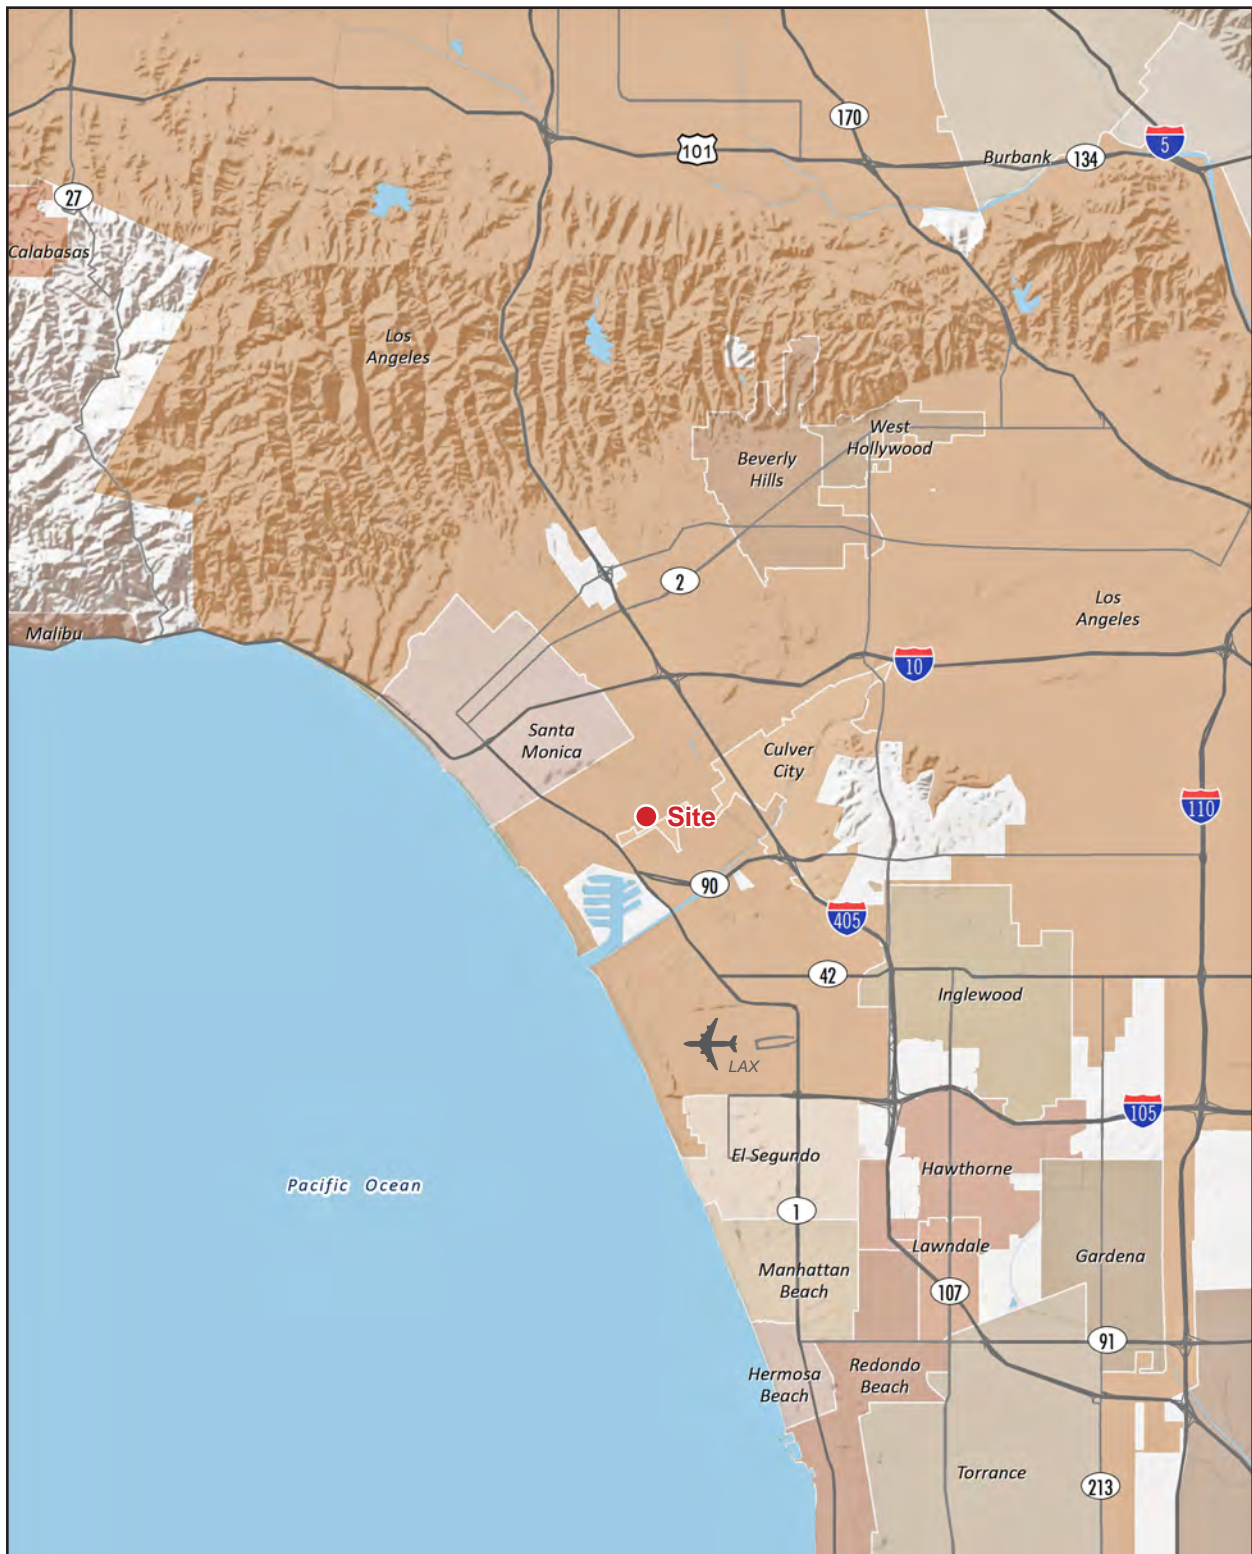 170
101
5
Burbank
134
27
Calabasas
Los
Angeles
West
Hollywood
Beverly
Hills
2
Los
Angeles
Malibu
10
Santa
Monica
Culver
City
Site
110
90
405
42
Inglewood
LAX
105
El Segundo
Hawthorne
Pacific Ocean
1
Lawndale
Gardena
Manhattan
Beach
107
91
Hermosa
Beach
Redondo
Beach
Torrance
213